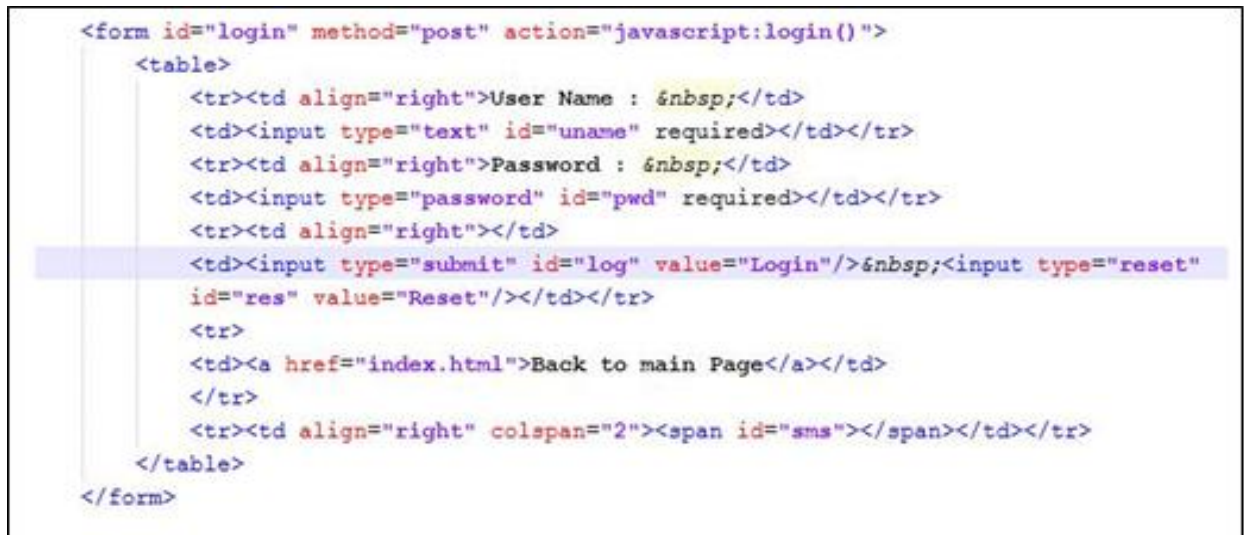 <form id="login" method="post" action="javascript:login()">
<table>
<tr><td align="right">User Name : &nbsp;</td>
<td><input type="text" id="uname" required></td></tr>
<tr><td align="right">Password : &nbsp;</td>
<td><input type="password" id="pwd" required></td></tr>
<tr><td align="right"></td>
<td><input type="submit" id="log" value="Login"/>&nbsp;<input type="reset"
id="res" value="Reset"/></td></tr>
<tr>
<td><a href="index.html">Back to main Page</a></td>
</tr>
<tr><td align="right" colspan="2"><span id="sms"></span></td></tr>
</table>
</form>